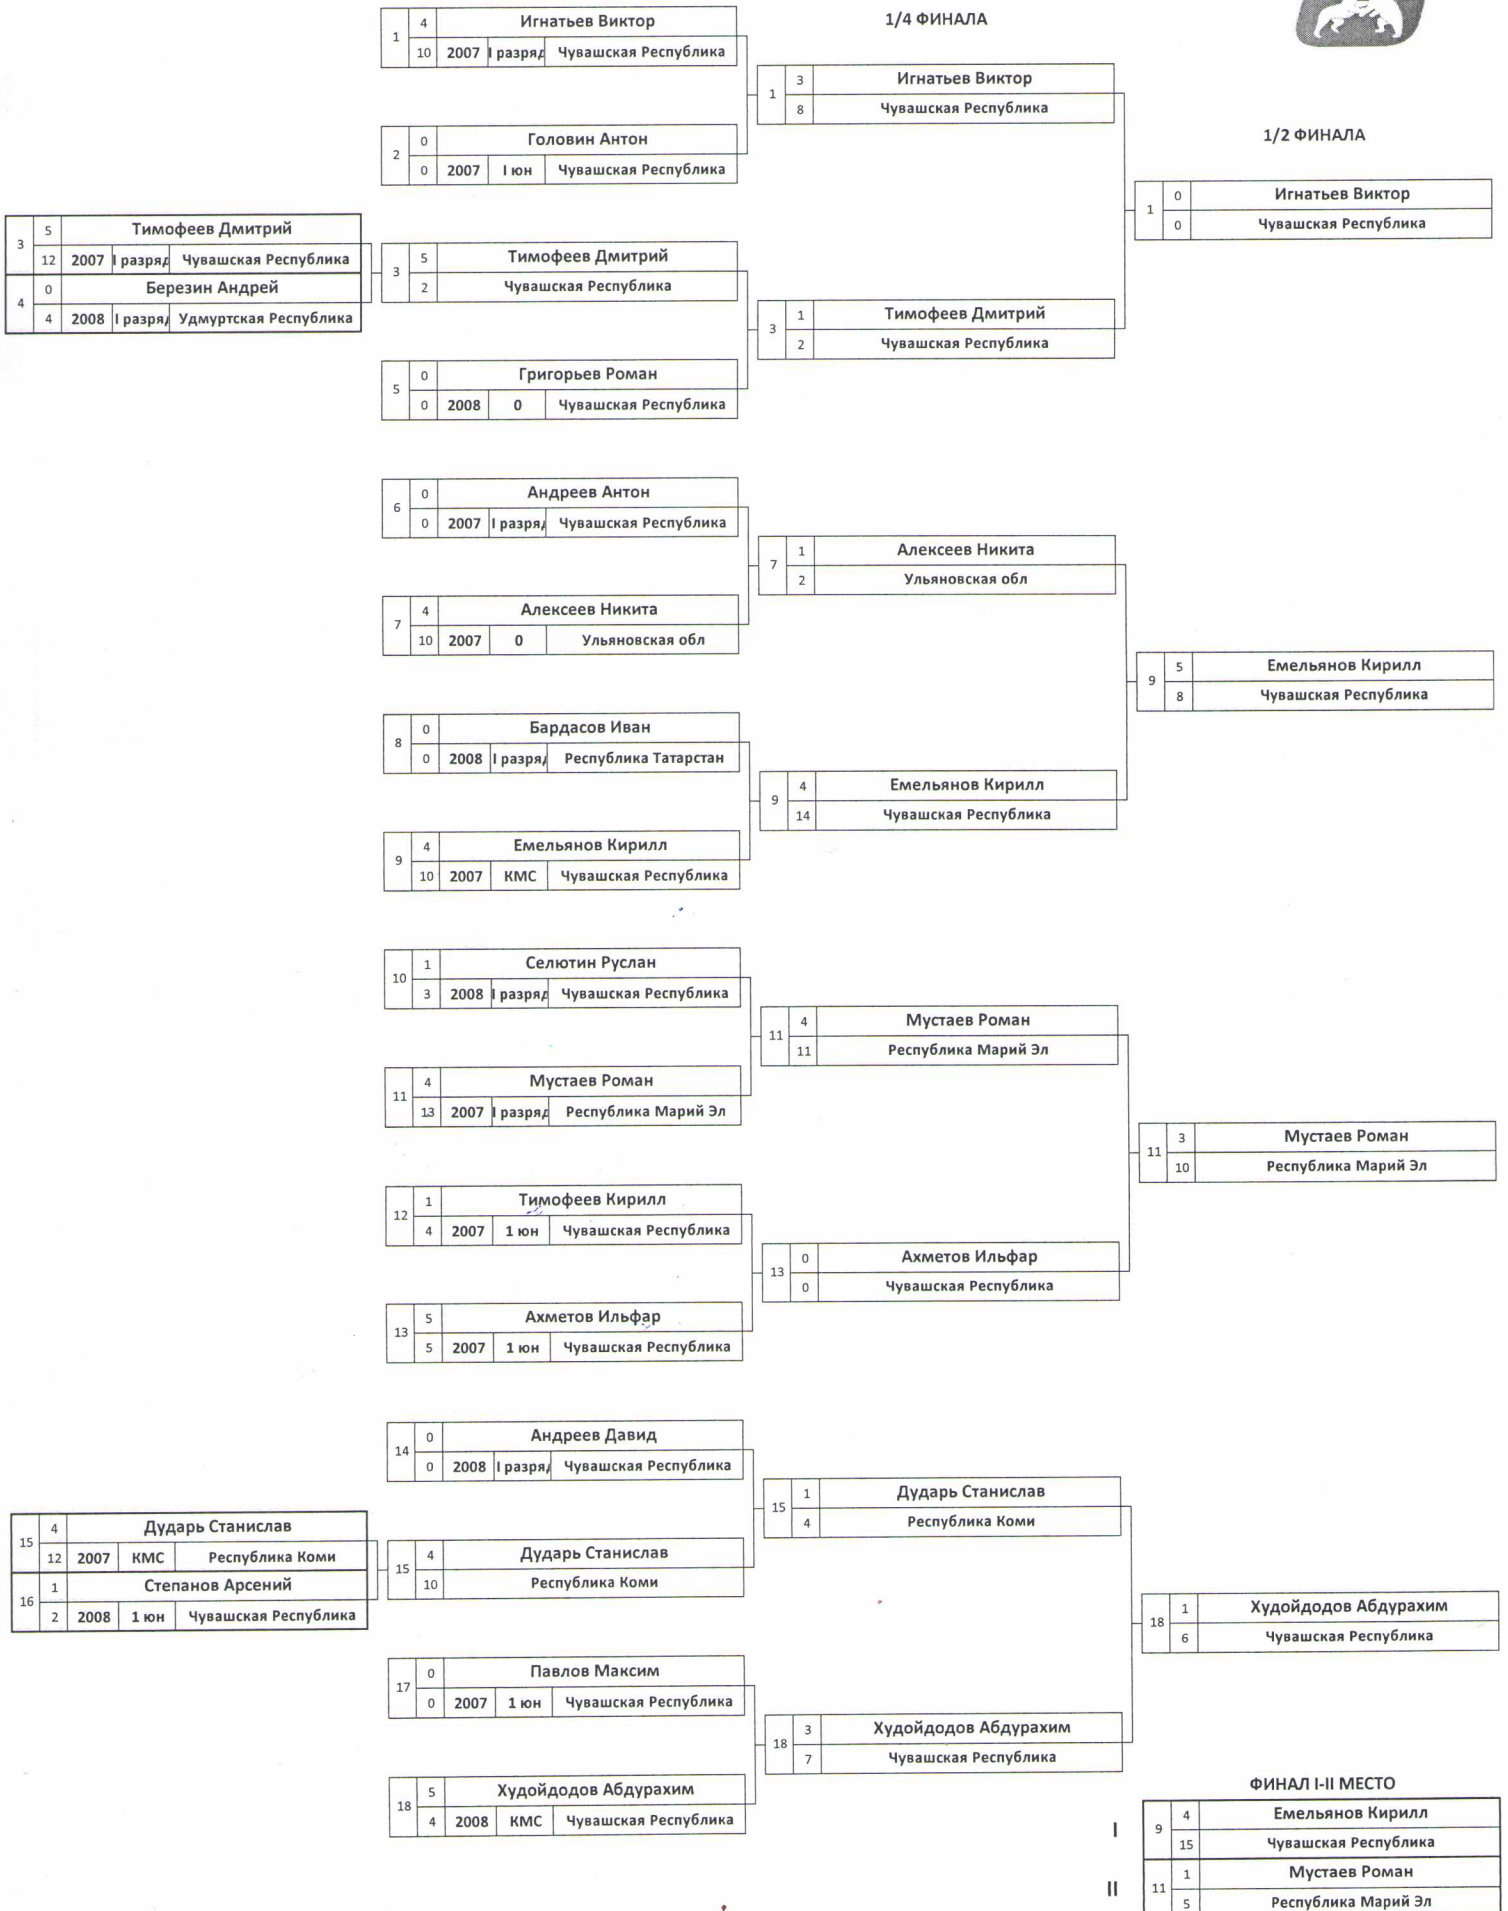 1 4 Игнатьев Виктор
10 2007 I разряд Чувашская Республика
2 0 Головин Антон
0 2007 I юн Чувашская Республика
3 5 Тимофеев Дмитрий
12 2007 I разряд Чувашская Республика
4 0 Березин Андрей
4 2008 I разря Удмуртская Республика
3 5 Тимофеев Дмитрий
2 Чувашская Республика
5 0 Григорьев Роман
0 2008 0 Чувашская Республика
6 0 Андреев Антон
0 2007 I разря Чувашская Республика
7 4 Алексеев Никита
10 2007 0 Ульяновская обл
8 0 Бардасов Иван
0 2008 I разря Республика Татарстан
9 4 Емельянов Кирилл
10 2007 КМС Чувашская Республика
10 1 Селютин Руслан
3 2008 I разряд Чувашская Республика
11 4 Мустаев Роман
13 2007 I разряд Республика Марий Эл
12 1 Тимофеев Кирилл
4 2007 1 юн Чувашская Республика
13 5 Ахметов Ильфар
5 2007 1 юн Чувашская Республика
14 0 Андреев Давид
0 2008 I разря Чувашская Республика
15 4 Дударь Станислав
12 2007 КМС Республика Коми
16 1 Степанов Арсений
2 2008 1 юн Чувашская Республика
15 4 Дударь Станислав
10 Республика Коми
17 0 Павлов Максим
0 2007 1 юн Чувашская Республика
18 5 Худойдодов Абдурахим
4 2008 КМС Чувашская Республика
1/4 ФИНАЛА
1 3 Игнатьев Виктор
8 Чувашская Республика
3 1 Тимофеев Дмитрий
2 Чувашская Республика
7 1 Алексеев Никита
2 Ульяновская обл
9 4 Емельянов Кирилл
14 Чувашская Республика
11 4 Мустаев Роман
11 Республика Марий Эл
13 0 Ахметов Ильфар
0 Чувашская Республика
15 1 Дударь Станислав
4 Республика Коми
18 3 Худойдодов Абдурахим
7 Чувашская Республика
1/2 ФИНАЛА
1 0 Игнатьев Виктор
0 Чувашская Республика
9 5 Емельянов Кирилл
8 Чувашская Республика
11 3 Мустаев Роман
10 Республика Марий Эл
18 1 Худойдодов Абдурахим
6 Чувашская Республика
ФИНАЛ I-II МЕСТО
I 9 4 Емельянов Кирилл
15 Чувашская Республика
II 11 1 Мустаев Роман
5 Республика Марий Эл